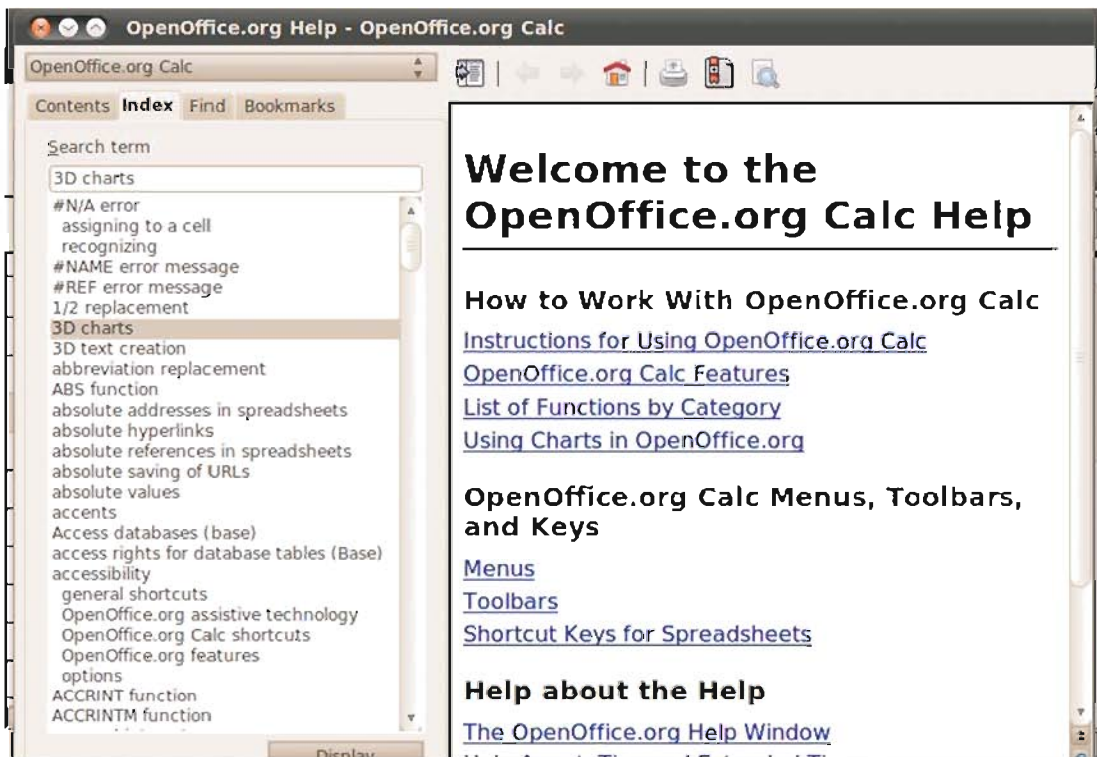 OpenOffice.org Help - OpenOffice.org Calc
OpenOffice.org Calc
Contents Index Find Bookmarks
Search term
3D charts
#N/A error
assigning to a cell
recognizing
#NAME error message
#REF error message
1/2 replacement
3D charts
3D text creation
abbreviation replacement
ABS function
absolute addresses in spreadsheets
absolute hyperlinks
absolute references in spreadsheets
absolute saving of URLs
absolute values
accents
Access databases (base)
access rights for database tables (Base)
accessibility
general shortcuts
OpenOffice.org assistive technology
OpenOffice.org Calc shortcuts
OpenOffice.org features
options
ACCRINT function
ACCRINTM function
Display
Welcome to the
OpenOffice.org Calc Help
How to Work With OpenOffice.org Calc
Instructions for Using OpenOffice.org Calc
OpenOffice.org Calc Features
List of Functions by Category
Using Charts in OpenOffice.org
OpenOffice.org Calc Menus, Toolbars,
and Keys
Menus
Toolbars
Shortcut Keys for Spreadsheets
Help about the Help
The OpenOffice.org Help Window